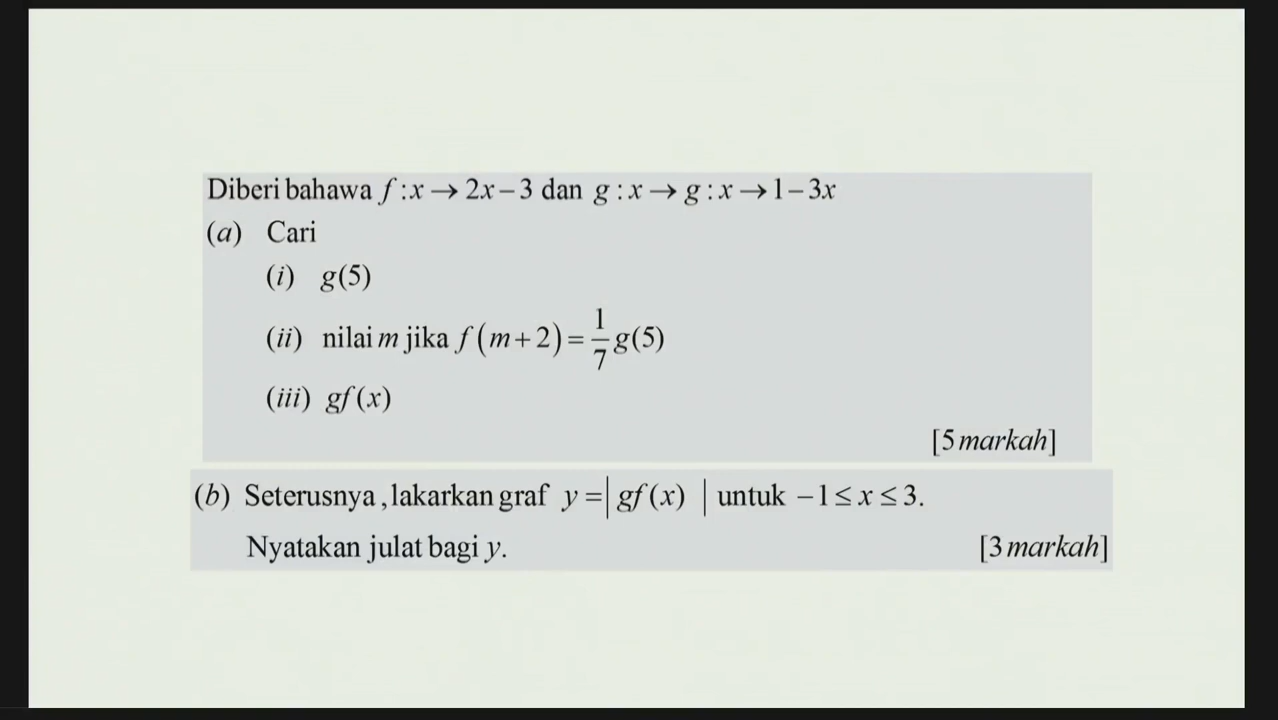 Diberi bahawa f : x → 2x − 3 dan g : x → g : x → 1 − 3x
(a) Cari
(i) g(5)
(ii) nilai m jika f(m + 2) = 1/7 g(5)
(iii) gf(x)
[5 markah]
(b) Seterusnya , lakarkan graf y = | gf(x) | untuk −1 ≤ x ≤ 3.
Nyatakan julat bagi y. [3 markah]